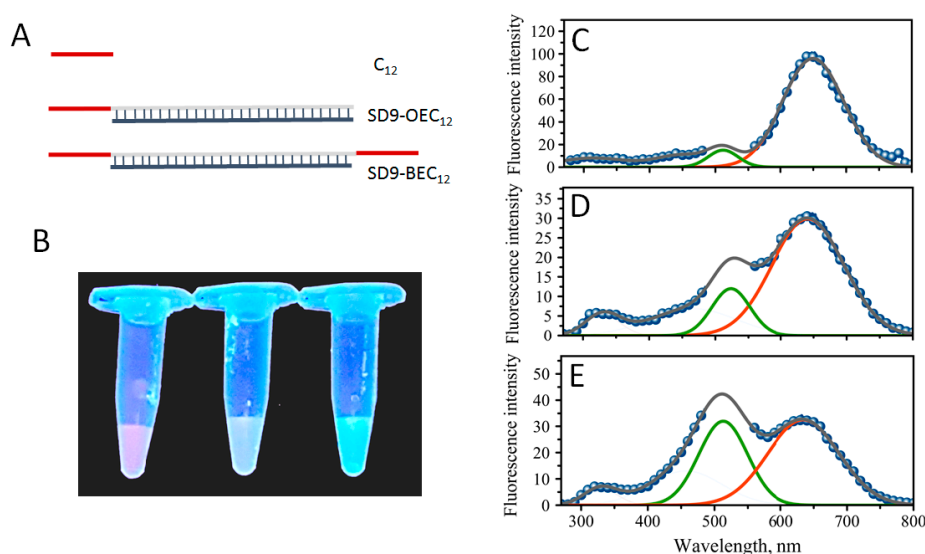 A
C₁₂
SD9-OEC₁₂
SD9-BEC₁₂
B
C
Fluorescence intensity
120
100
80
60
40
20
0
D
Fluorescence intensity
35
30
25
20
15
10
5
0
E
Fluorescence intensity
50
40
30
20
10
0
300 400 500 600 700 800
Wavelength, nm